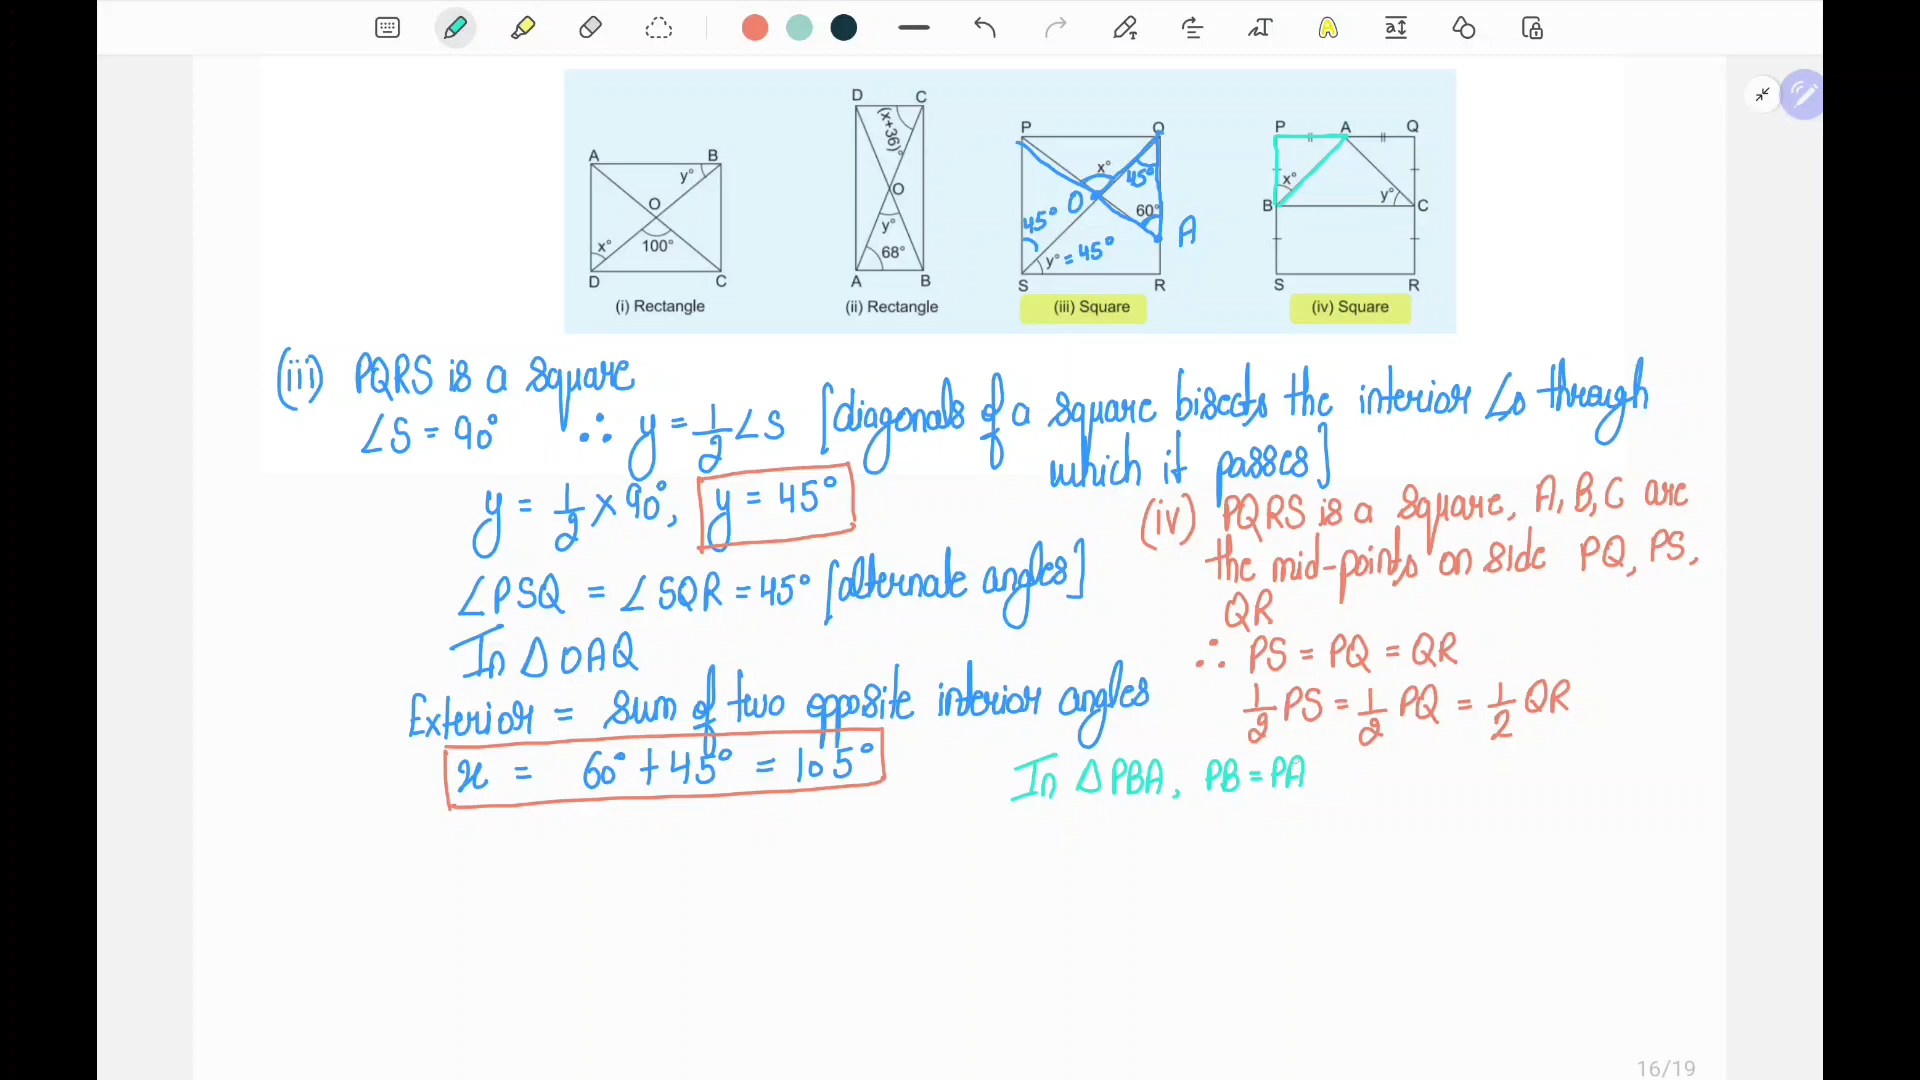 D C
(x+36)°
P Q
P A Q
A B
y°
x°
45°
x°
y°
O
O
O
60°
B C
45°
A
x°
100°
y°
68°
y° = 45°
D C
A B
S R
S R
(i) Rectangle
(ii) Rectangle
(iii) Square
(iv) Square
(iii) PQRS is a square
∠S = 90° ∴ y = 1/2 ∠S [diagonals of a square bisects the interior ∠s through
which it passes]
y = 1/2 × 90°, y = 45°
∠PSQ = ∠SQR = 45° [alternate angles]
In Δ OAQ
Exterior = sum of two opposite interior angles
x = 60° + 45° = 105°
(iv) PQRS is a square, A, B, C are
the mid-points on side PQ, PS,
QR
∴ PS = PQ = QR
1/2 PS = 1/2 PQ = 1/2 QR
In Δ PBA, PB = PA
16/19